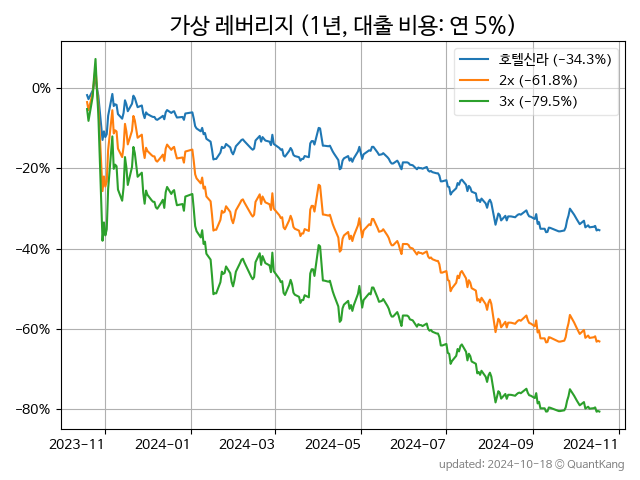 가상 레버리지 (1년, 대출 비용: 연 5%)
호텔신라 (−34.3%)
2x (−61.8%)
3x (−79.5%)
0%
−20%
−40%
−60%
−80%
2023-11 2024-01 2024-03 2024-05 2024-07 2024-09 2024-11
updated: 2024-10-18 © QuantKang